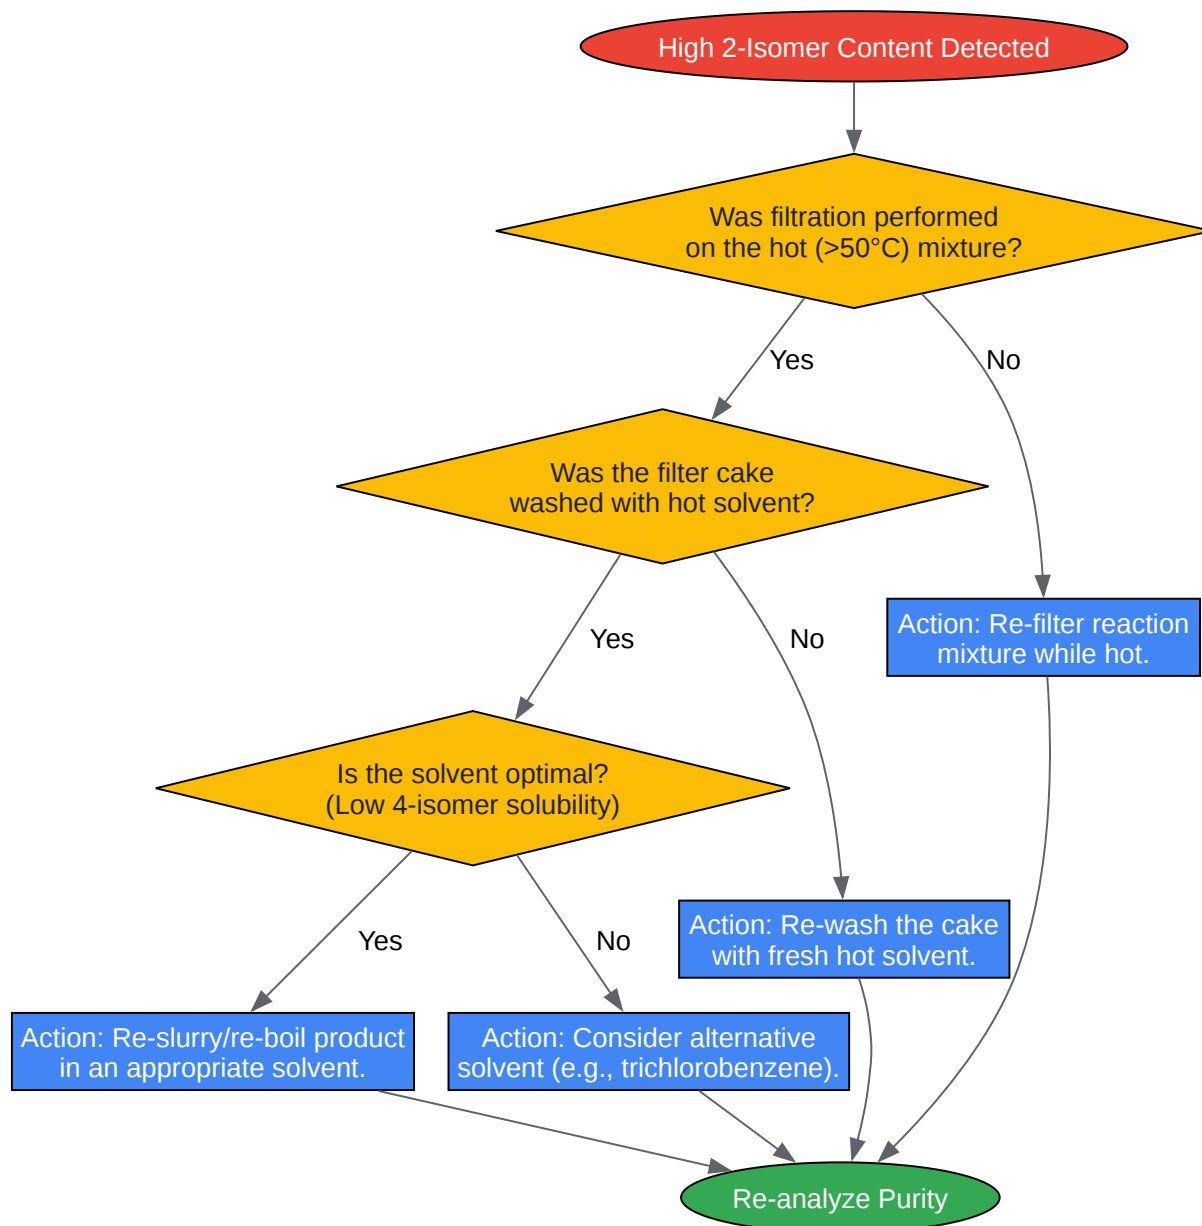 High 2-Isomer Content Detected
Was filtration performed
on the hot (>50°C) mixture?
Yes
No
Was the filter cake
washed with hot solvent?
Yes
No
Action: Re-filter reaction
mixture while hot.
Is the solvent optimal?
(Low 4-isomer solubility)
Yes
No
Action: Re-wash the cake
with fresh hot solvent.
Action: Re-slurry/re-boil product
in an appropriate solvent.
Action: Consider alternative
solvent (e.g., trichlorobenzene).
Re-analyze Purity